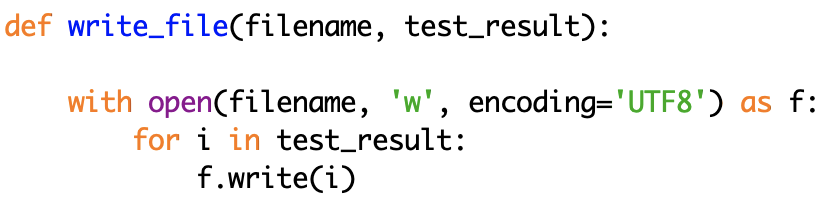 def write_file(filename, test_result):
    with open(filename, 'w', encoding='UTF8') as f:
        for i in test_result:
            f.write(i)